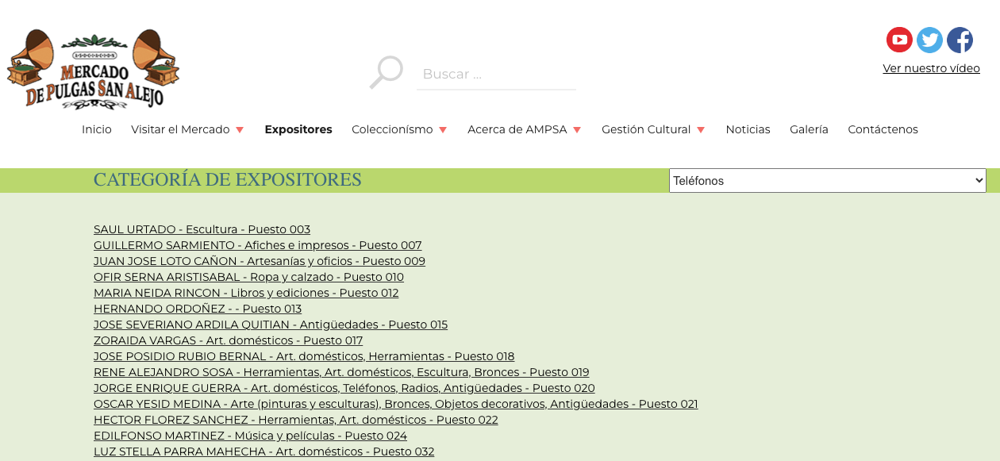 MERCADO
DE PULGAS SAN ALEJO
Buscar ...
Ver nuestro vídeo
Inicio Visitar el Mercado Expositores Coleccionísmo Acerca de AMPSA Gestión Cultural Noticias Galería Contáctenos
CATEGORÍA DE EXPOSITORES Teléfonos
SAUL URTADO - Escultura - Puesto 003
GUILLERMO SARMIENTO - Afiches e impresos - Puesto 007
JUAN JOSE LOTO CAÑON - Artesanías y oficios - Puesto 009
OFIR SERNA ARISTISABAL - Ropa y calzado - Puesto 010
MARIA NEIDA RINCON - Libros y ediciones - Puesto 012
HERNANDO ORDOÑEZ - - Puesto 013
JOSE SEVERIANO ARDILA QUITIAN - Antigüedades - Puesto 015
ZORAIDA VARGAS - Art. domésticos - Puesto 017
JOSE POSIDIO RUBIO BERNAL - Art. domésticos, Herramientas - Puesto 018
RENE ALEJANDRO SOSA - Herramientas, Art. domésticos, Escultura, Bronces - Puesto 019
JORGE ENRIQUE GUERRA - Art. domésticos, Teléfonos, Radios, Antigüedades - Puesto 020
OSCAR YESID MEDINA - Arte (pinturas y esculturas), Bronces, Objetos decorativos, Antigüedades - Puesto 021
HECTOR FLOREZ SANCHEZ - Herramientas, Art. domésticos - Puesto 022
EDILFONSO MARTINEZ - Música y películas - Puesto 024
LUZ STELLA PARRA MAHECHA - Art. domésticos - Puesto 032